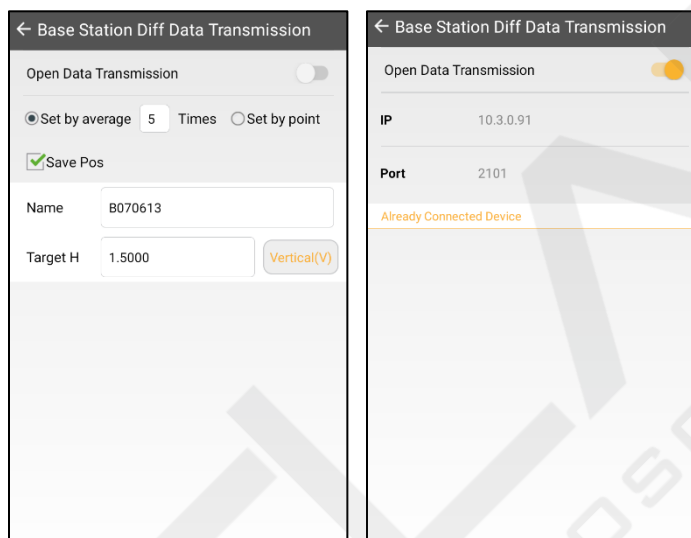 Base Station Diff Data Transmission
Open Data Transmission
Set by average 5 Times Set by point
Save Pos
Name B070613
Target H 1.5000 Vertical(V)
Base Station Diff Data Transmission
Open Data Transmission
IP 10.3.0.91
Port 2101
Already Connected Device